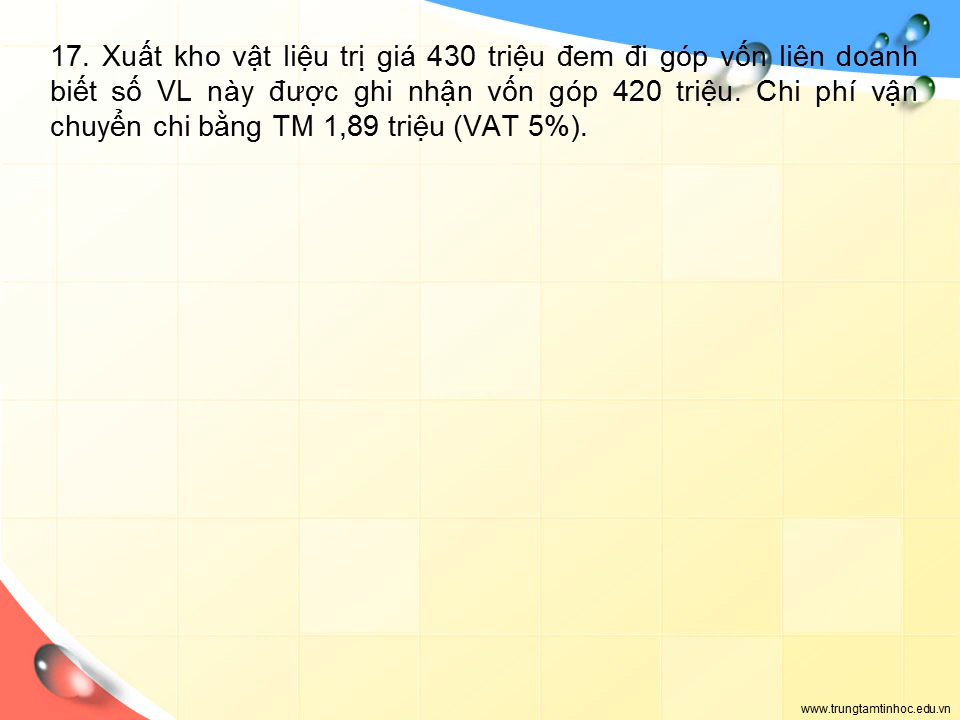 17. Xuất kho vật liệu trị giá 430 triệu đem đi góp vốn liên doanh
biết số VL này được ghi nhận vốn góp 420 triệu. Chi phí vận
chuyển chi bằng TM 1,89 triệu (VAT 5%).
www.trungtamtinhoc.edu.vn